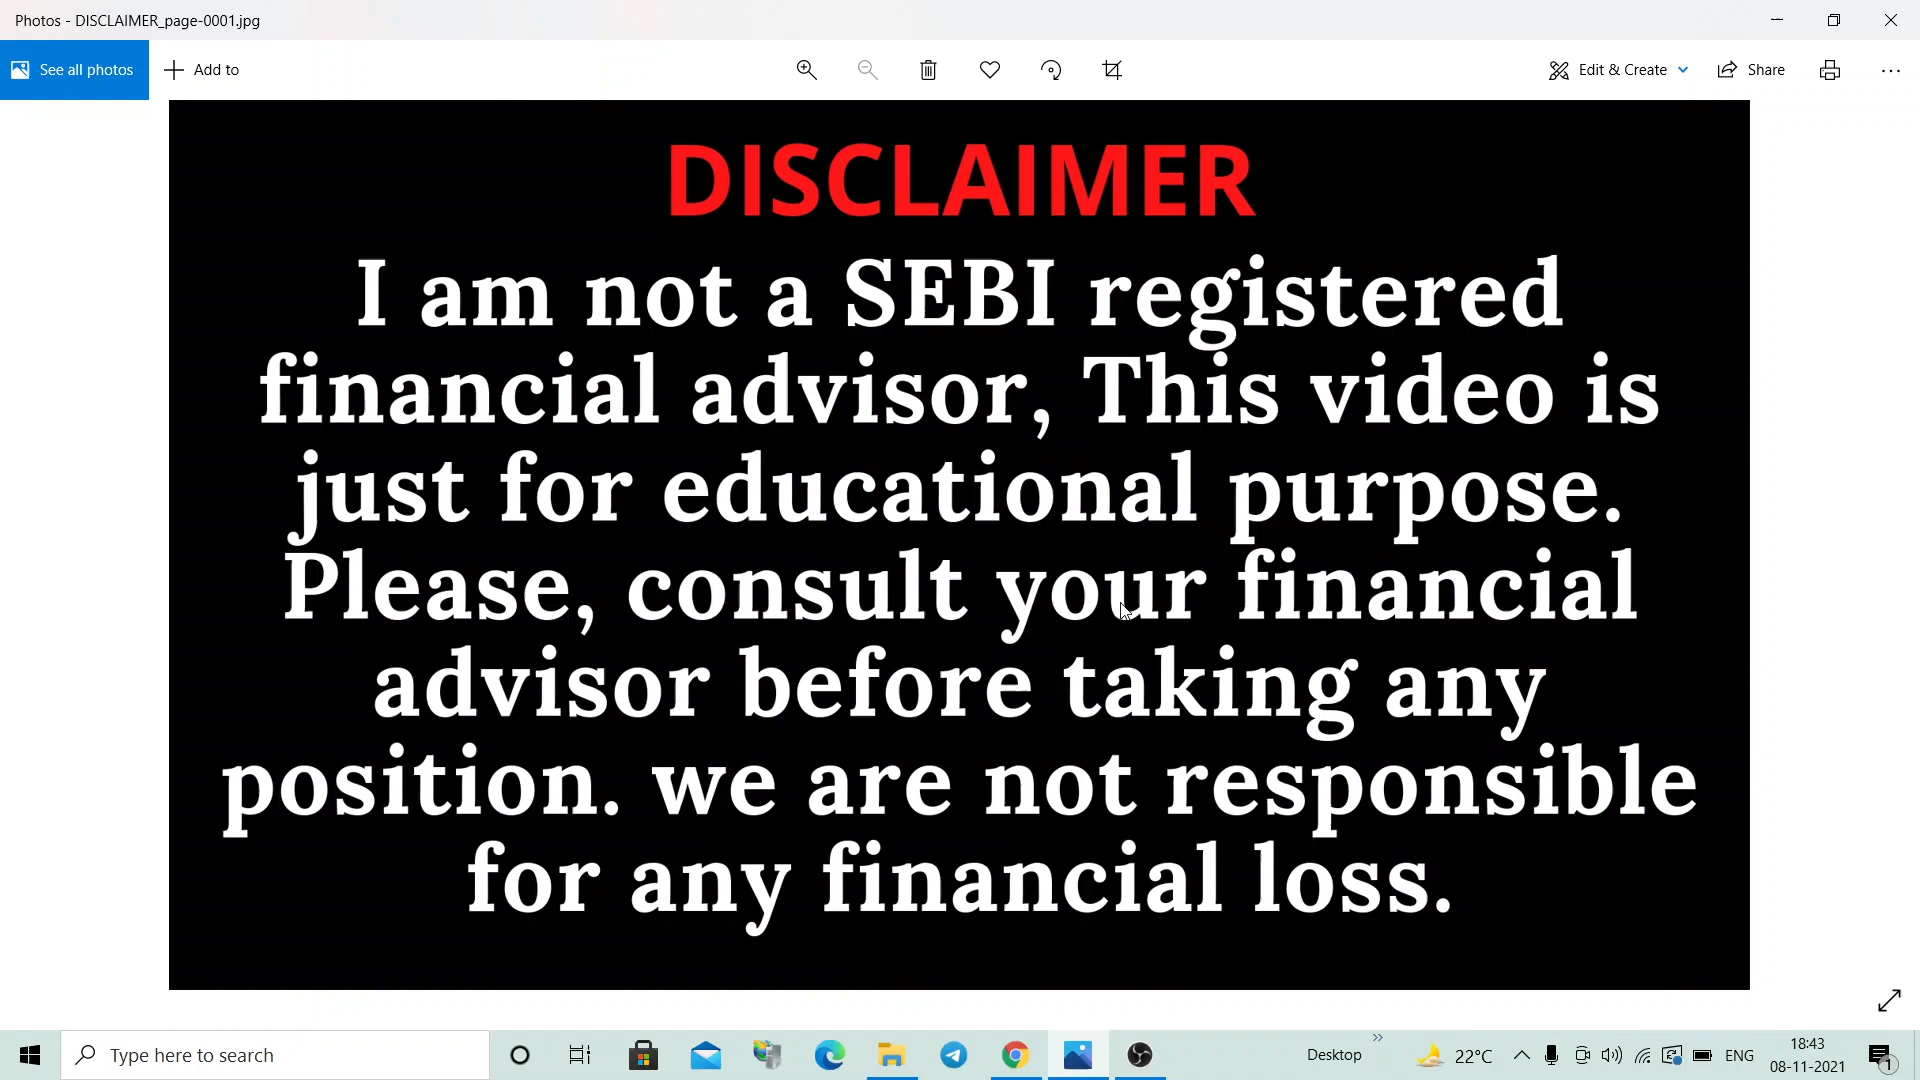 Photos - DISCLAIMER_page-0001.jpg
See all photos
Add to
Edit & Create
Share
DISCLAIMER
I am not a SEBI registered
financial advisor, This video is
just for educational purpose.
Please, consult your financial
advisor before taking any
position. we are not responsible
for any financial loss.
Type here to search
Desktop
22°C
ENG
18:43
08-11-2021
1